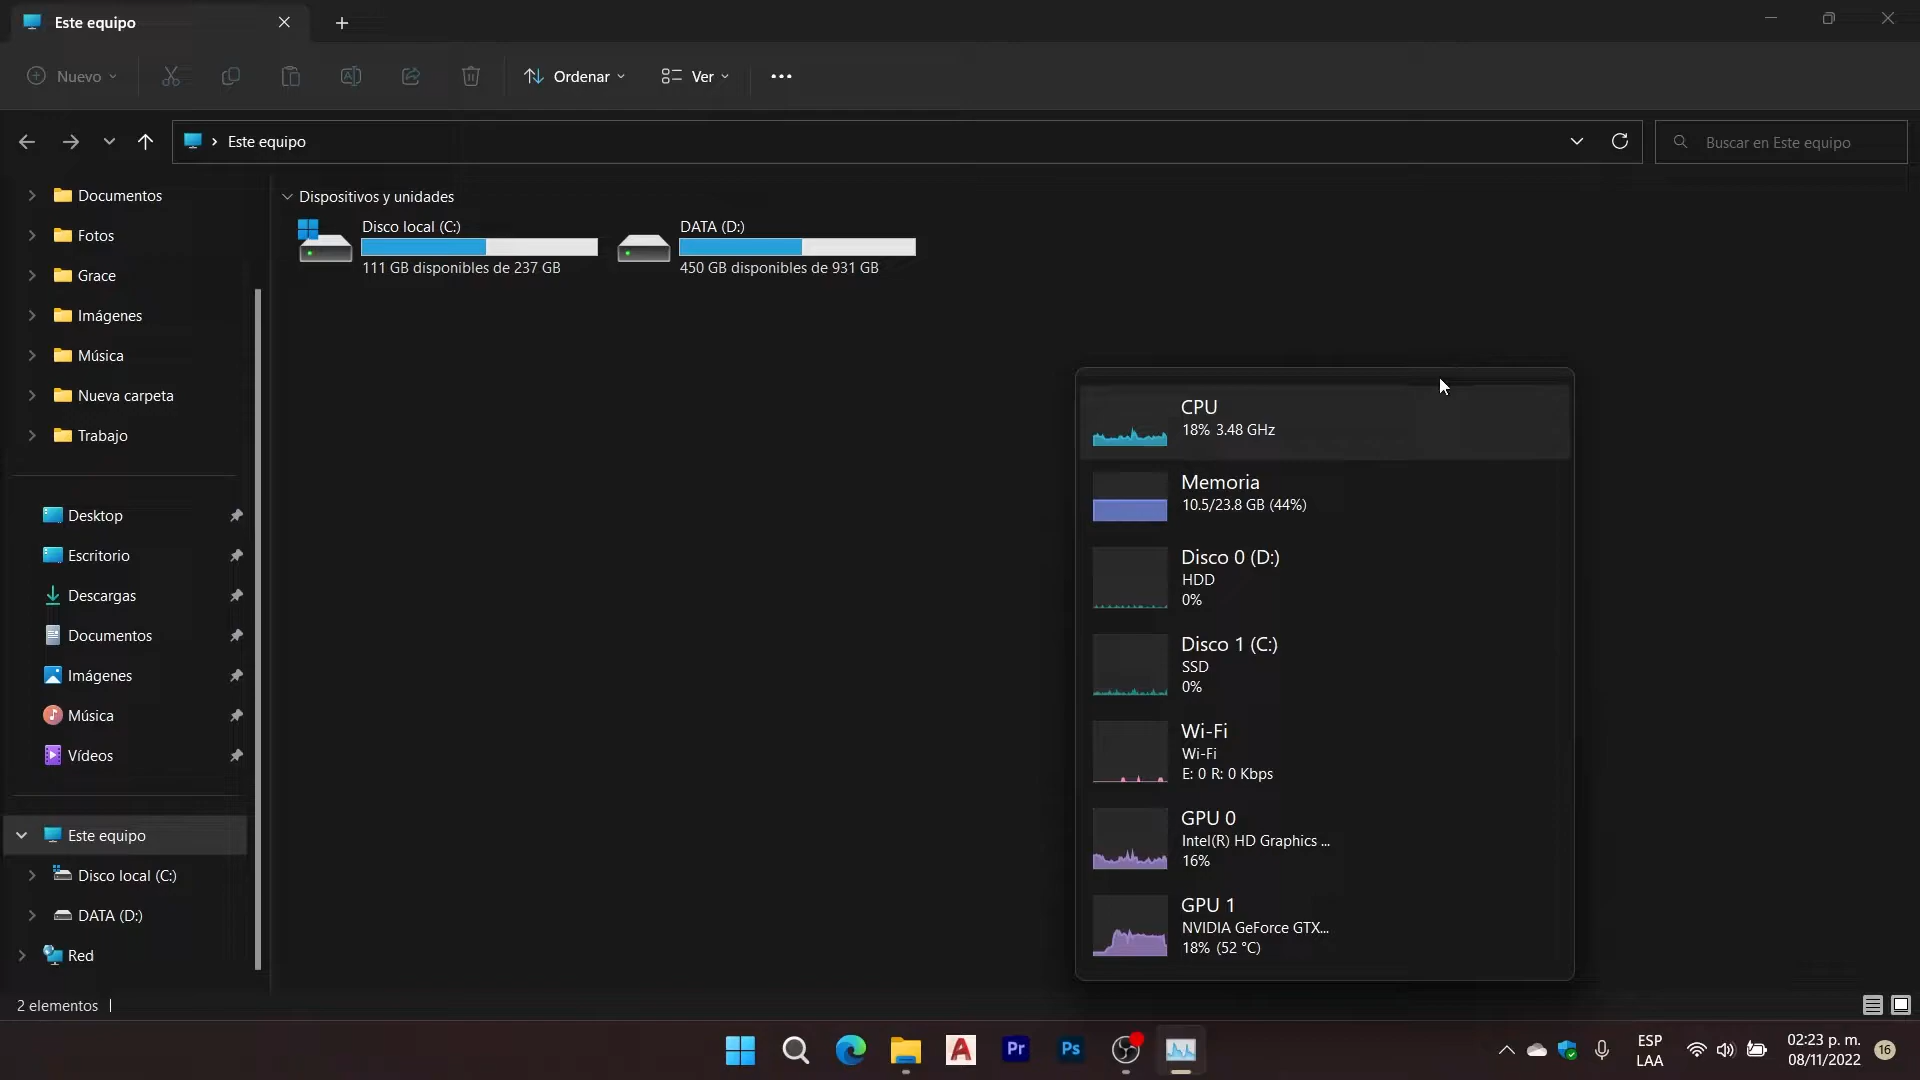 Este equipo
Nuevo
Ordenar
Ver
Este equipo
Buscar en Este equipo
Documentos
Fotos
Grace
Imágenes
Música
Nueva carpeta
Trabajo
Desktop
Escritorio
Descargas
Documentos
Imágenes
Música
Vídeos
Este equipo
Disco local (C:)
DATA (D:)
Red
2 elementos
Dispositivos y unidades
Disco local (C:)
111 GB disponibles de 237 GB
DATA (D:)
450 GB disponibles de 931 GB
CPU
18% 3.48 GHz
Memoria
10.5/23.8 GB (44%)
Disco 0 (D:)
HDD
0%
Disco 1 (C:)
SSD
0%
Wi-Fi
Wi-Fi
E: 0 R: 0 Kbps
GPU 0
Intel(R) HD Graphics ...
16%
GPU 1
NVIDIA GeForce GTX...
18% (52 °C)
Pr
Ps
ESP
LAA
02:23 p. m.
08/11/2022
16